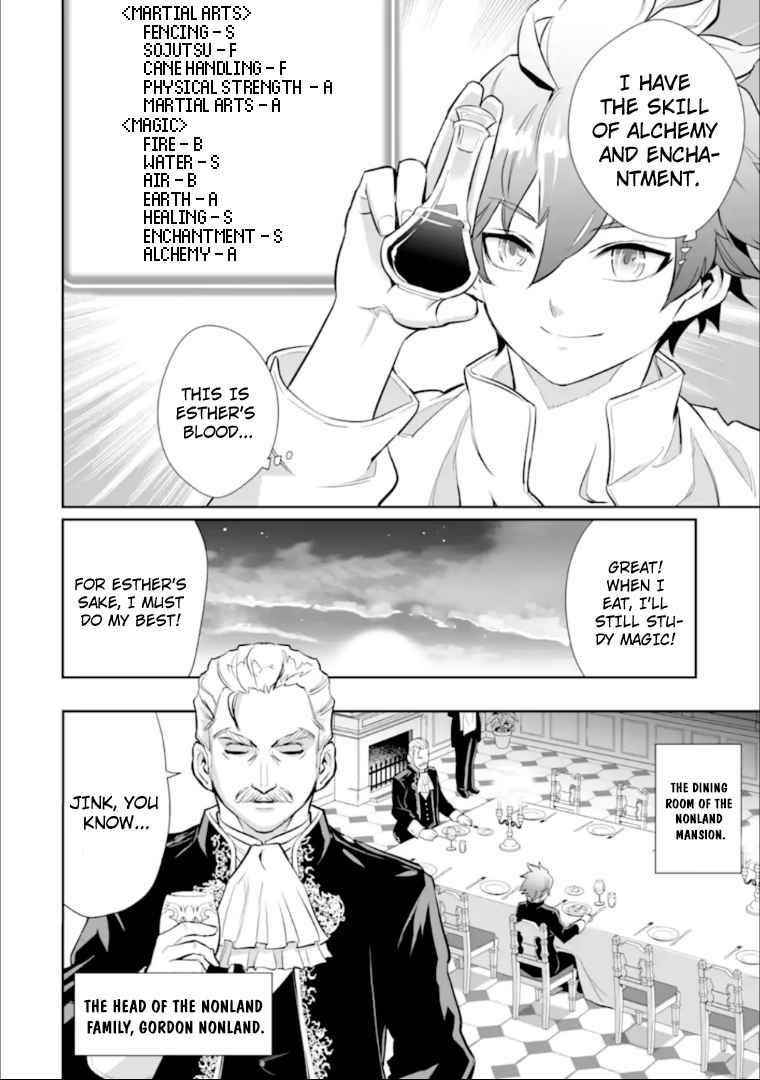 <MARTIAL ARTS>
FENCING – S
SOJUTSU – F
CANE HANDLING – F
PHYSICAL STRENGTH – A
MARTIAL ARTS – A
<MAGIC>
FIRE – B
WATER – S
AIR – B
EARTH – A
HEALING – S
ENCHANTMENT – S
ALCHEMY – A
I HAVE
THE SKILL
OF ALCHEMY
AND ENCHA-
NTMENT.
THIS IS
ESTHER'S
BLOOD...
GREAT!
WHEN I
EAT, I'LL
STILL STU-
DY MAGIC!
FOR ESTHER'S
SAKE, I MUST
DO MY BEST!
THE DINING
ROOM OF THE
NONLAND
MANSION.
JINK, YOU
KNOW...
THE HEAD OF THE NONLAND
FAMILY, GORDON NONLAND.